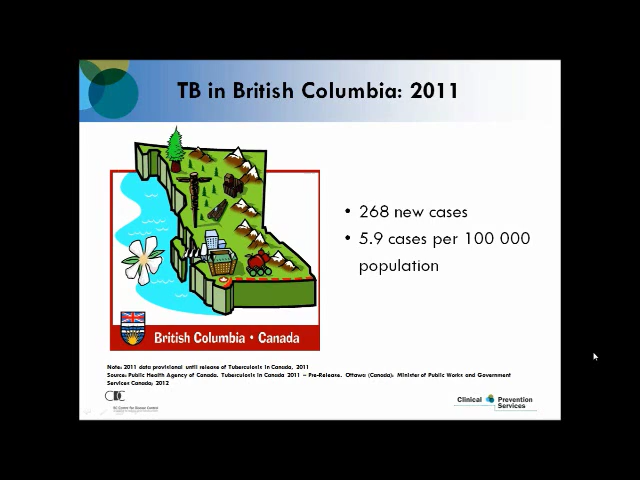 TB in British Columbia: 2011
• 268 new cases
• 5.9 cases per 100 000
population
British Columbia • Canada
Note: 2011 data provisional until release of Tuberculosis in Canada, 2011
Source: Public Health Agency of Canada. Tuberculosis in Canada 2011 – Pre-Release. Ottawa (Canada): Minister of Public Works and Government
Services Canada; 2012
CDC
BC Centre for Disease Control
Clinical Prevention
Services